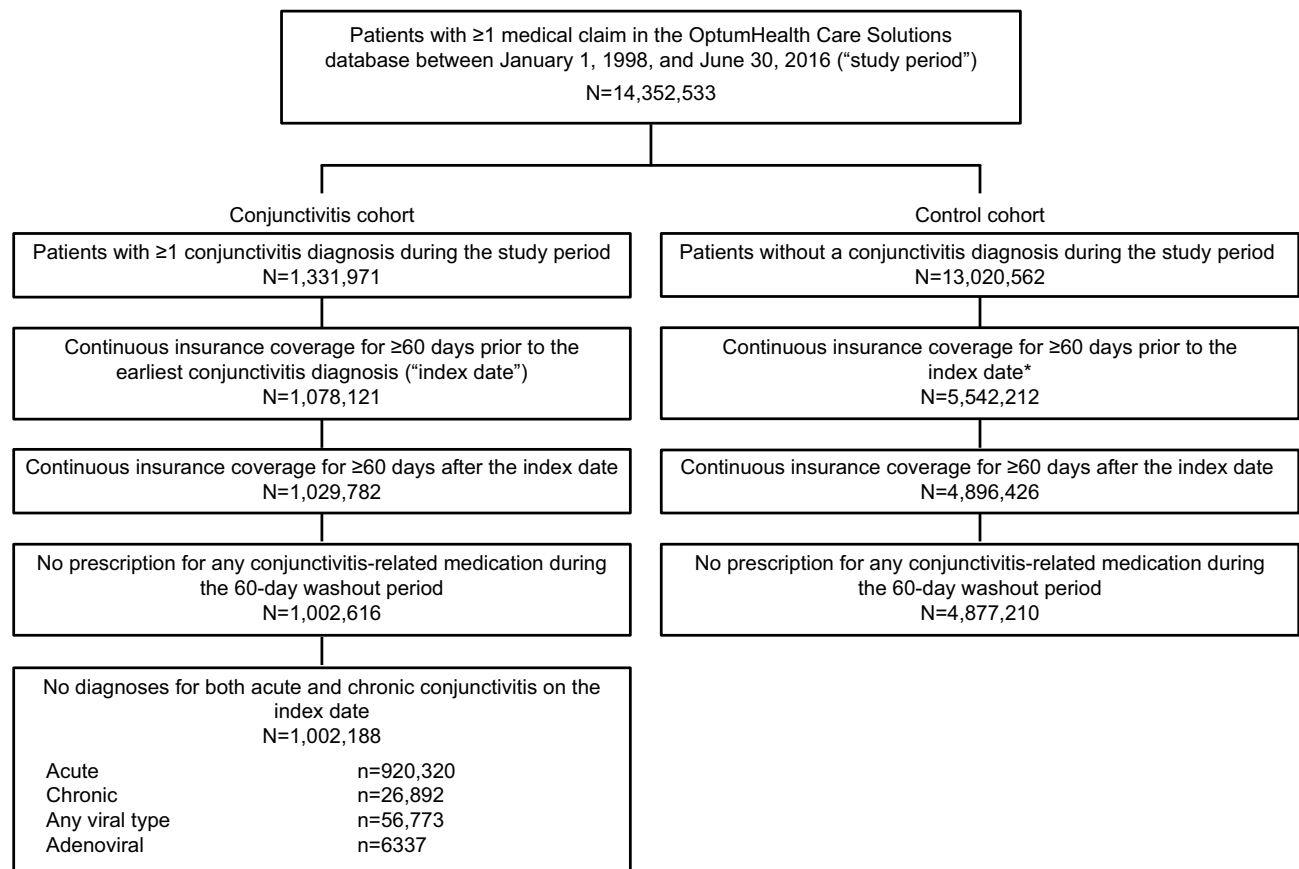 Patients with ≥1 medical claim in the OptumHealth Care Solutions
database between January 1, 1998, and June 30, 2016 (“study period”)
N=14,352,533
Conjunctivitis cohort
Patients with ≥1 conjunctivitis diagnosis during the study period
N=1,331,971
Continuous insurance coverage for ≥60 days prior to the
earliest conjunctivitis diagnosis (“index date”)
N=1,078,121
Continuous insurance coverage for ≥60 days after the index date
N=1,029,782
No prescription for any conjunctivitis-related medication during
the 60-day washout period
N=1,002,616
No diagnoses for both acute and chronic conjunctivitis on the
index date
N=1,002,188
Acute n=920,320
Chronic n=26,892
Any viral type n=56,773
Adenoviral n=6337
Control cohort
Patients without a conjunctivitis diagnosis during the study period
N=13,020,562
Continuous insurance coverage for ≥60 days prior to the
index date*
N=5,542,212
Continuous insurance coverage for ≥60 days after the index date
N=4,896,426
No prescription for any conjunctivitis-related medication during
the 60-day washout period
N=4,877,210